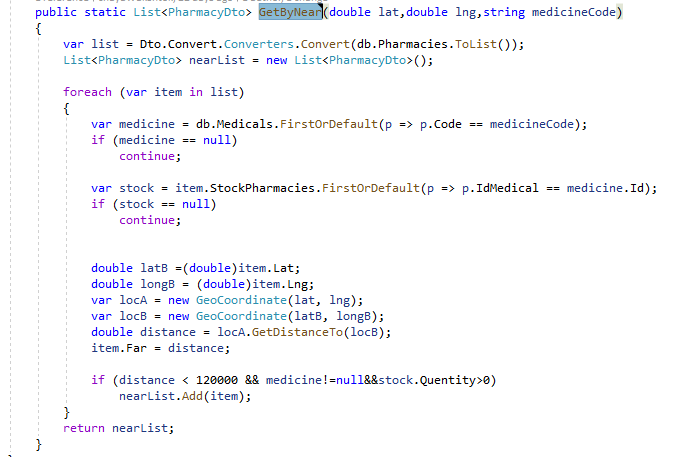 public static List<PharmacyDto> GetByNear(double lat,double lng,string medicineCode)
{
var list = Dto.Convert.Converters.Convert(db.Pharmacies.ToList());
List<PharmacyDto> nearList = new List<PharmacyDto>();
foreach (var item in list)
{
var medicine = db.Medicals.FirstOrDefault(p => p.Code == medicineCode);
if (medicine == null)
continue;
var stock = item.StockPharmacies.FirstOrDefault(p => p.IdMedical == medicine.Id);
if (stock == null)
continue;
double latB =(double)item.Lat;
double longB = (double)item.Lng;
var locA = new GeoCoordinate(lat, lng);
var locB = new GeoCoordinate(latB, longB);
double distance = locA.GetDistanceTo(locB);
item.Far = distance;
if (distance < 120000 && medicine!=null&&stock.Quentity>0)
nearList.Add(item);
}
return nearList;
}